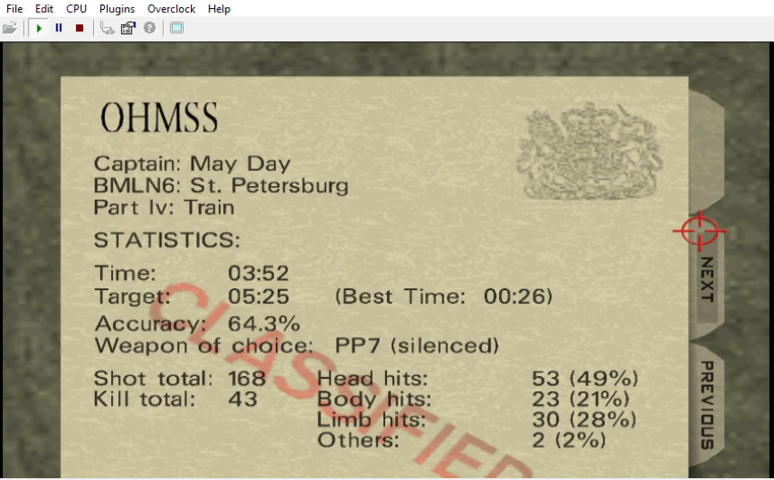 File Edit CPU Plugins Overclock Help
OHMSS
Captain: May Day
BMLN6: St. Petersburg
Part Iv: Train
STATISTICS:
Time: 03:52
Target: 05:25 (Best Time: 00:26)
Accuracy: 64.3%
Weapon of choice: PP7 (silenced)
Shot total: 168 Head hits: 53 (49%)
Kill total: 43 Body hits: 23 (21%)
Limb hits: 30 (28%)
Others: 2 (2%)
CLASSIFIED
NEXT
PREVIOUS